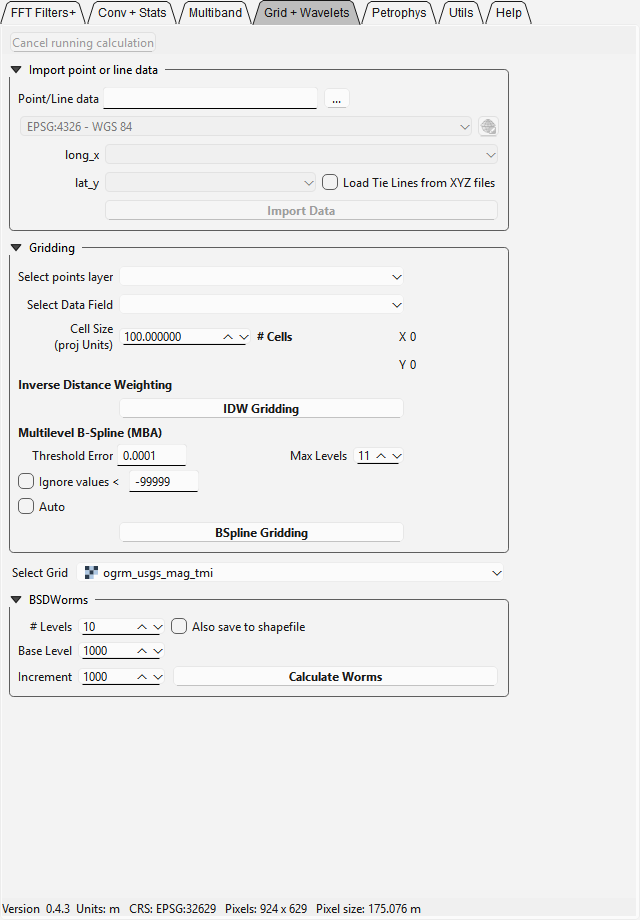 FFT Filters+ Conv + Stats Multiband Grid + Wavelets Petrophys Utils Help
Cancel running calculation
Import point or line data
Point/Line data ...
EPSG:4326 - WGS 84
long_x
lat_y Load Tie Lines from XYZ files
Import Data
Gridding
Select points layer
Select Data Field
Cell Size
(proj Units) 100.000000 # Cells X 0
Y 0
Inverse Distance Weighting
IDW Gridding
Multilevel B-Spline (MBA)
Threshold Error 0.0001 Max Levels 11
Ignore values < -99999
Auto
BSpline Gridding
Select Grid ogrm_usgs_mag_tmi
BSDWorms
# Levels 10 Also save to shapefile
Base Level 1000
Increment 1000 Calculate Worms
Version 0.4.3 Units: m CRS: EPSG:32629 Pixels: 924 x 629 Pixel size: 175.076 m